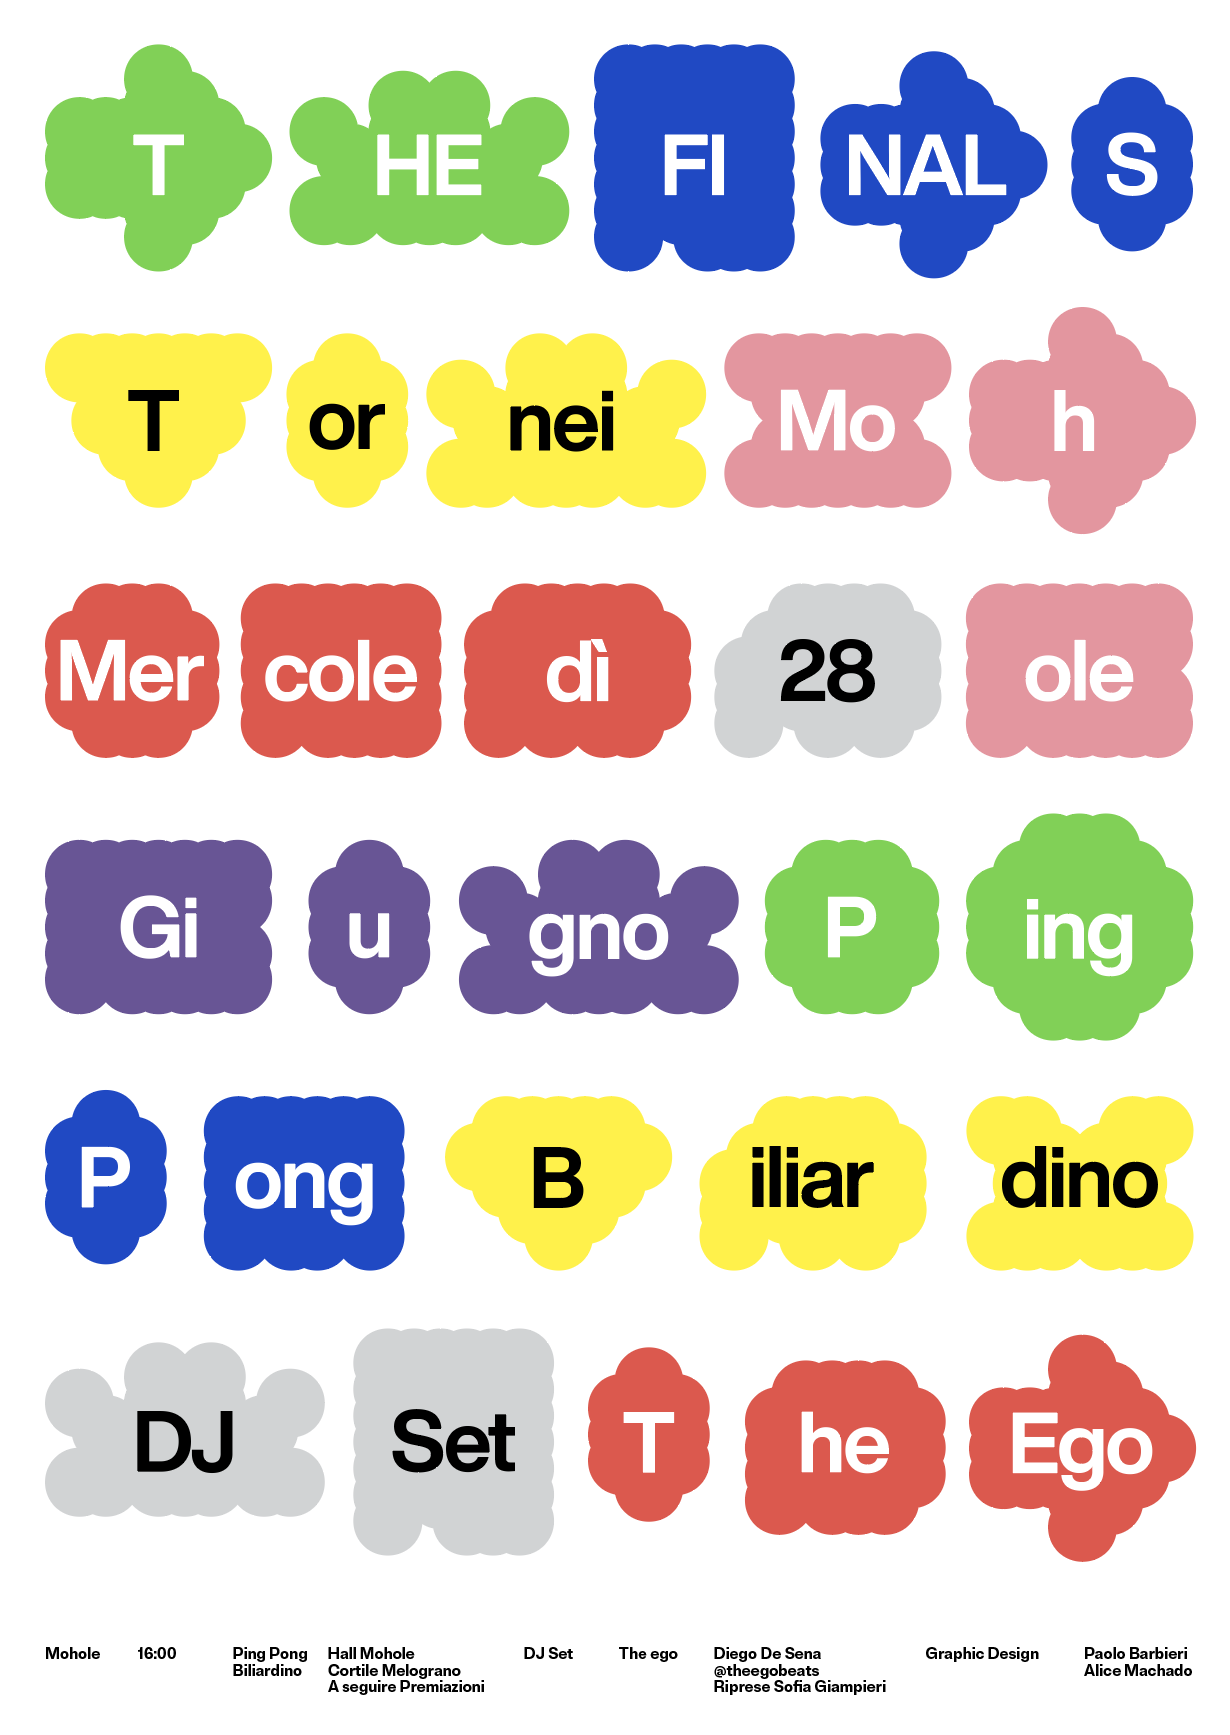 T HE FI NAL S
T or nei Mo h
Mer cole dì 28 ole
Gi u gno P ing
P ong B iliar dino
DJ Set T he Ego
Mohole
16:00
Ping Pong
Biliardino
Hall Mohole
Cortile Melograno
A seguire Premiazioni
DJ Set
The ego
Diego De Sena
@theegobeats
Riprese Sofia Giampieri
Graphic Design
Paolo Barbieri
Alice Machado